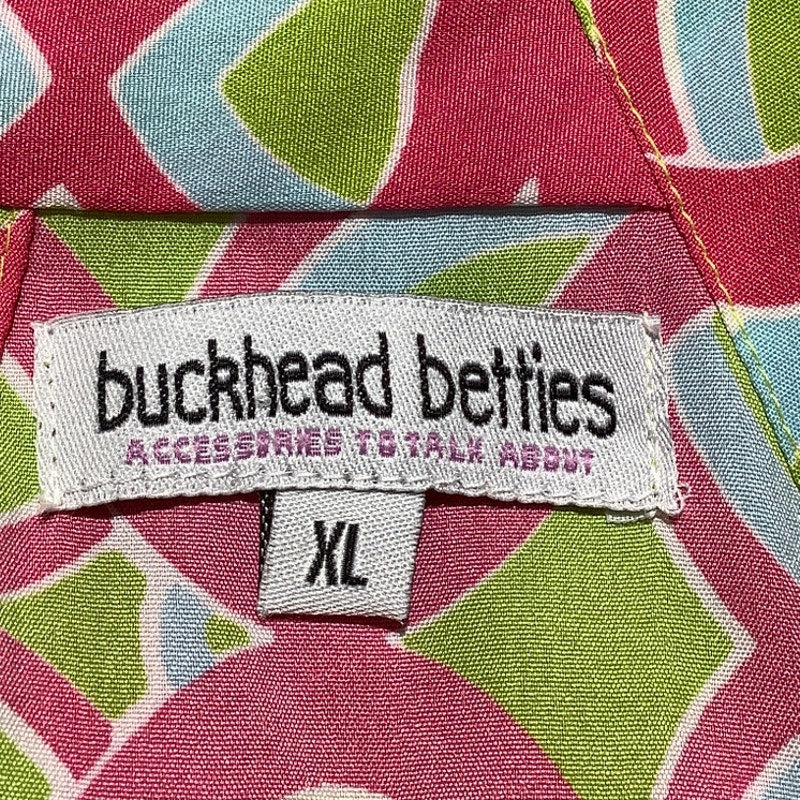 buckhead betties
ACCESSORIES TO TALK ABOUT
XL